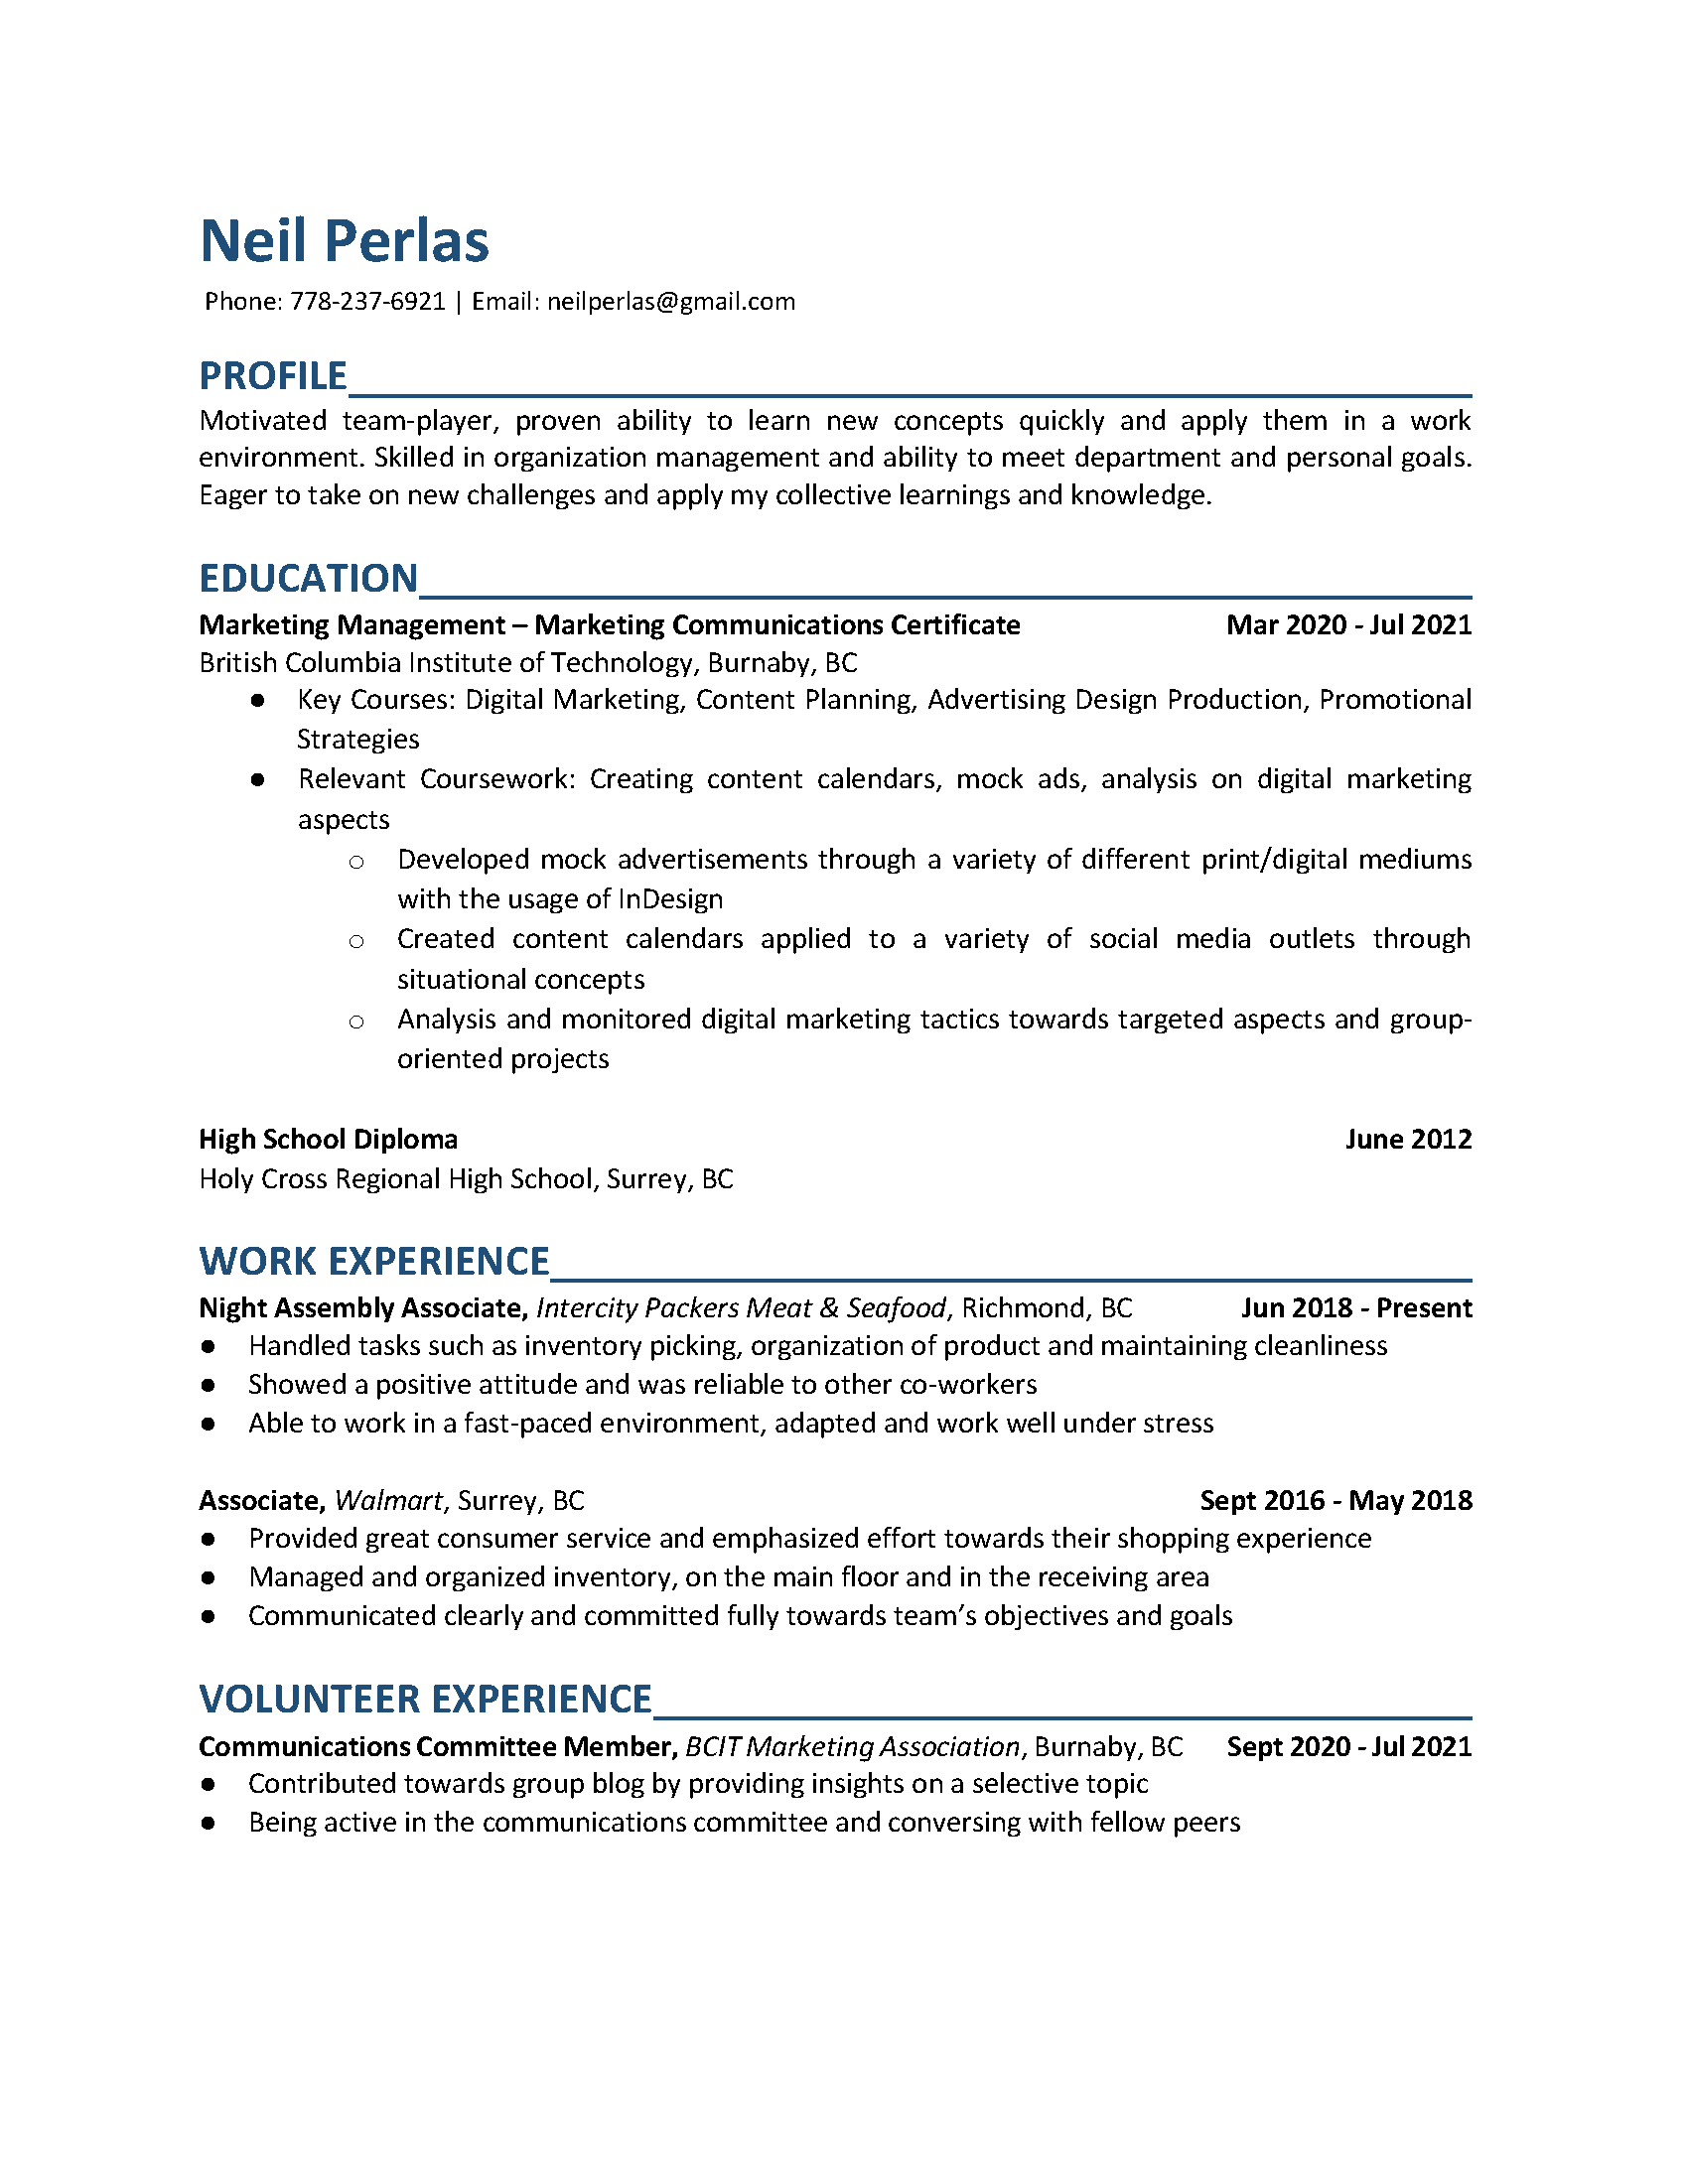 Neil Perlas
Phone: 778-237-6921 | Email: neilperlas@gmail.com
PROFILE
Motivated team-player, proven ability to learn new concepts quickly and apply them in a work
environment. Skilled in organization management and ability to meet department and personal goals.
Eager to take on new challenges and apply my collective learnings and knowledge.
EDUCATION
Marketing Management – Marketing Communications Certificate Mar 2020 - Jul 2021
British Columbia Institute of Technology, Burnaby, BC
● Key Courses: Digital Marketing, Content Planning, Advertising Design Production, Promotional
Strategies
● Relevant Coursework: Creating content calendars, mock ads, analysis on digital marketing
aspects
○ Developed mock advertisements through a variety of different print/digital mediums
with the usage of InDesign
○ Created content calendars applied to a variety of social media outlets through
situational concepts
○ Analysis and monitored digital marketing tactics towards targeted aspects and group-
oriented projects
High School Diploma June 2012
Holy Cross Regional High School, Surrey, BC
WORK EXPERIENCE
Night Assembly Associate, Intercity Packers Meat & Seafood, Richmond, BC Jun 2018 - Present
● Handled tasks such as inventory picking, organization of product and maintaining cleanliness
● Showed a positive attitude and was reliable to other co-workers
● Able to work in a fast-paced environment, adapted and work well under stress
Associate, Walmart, Surrey, BC Sept 2016 - May 2018
● Provided great consumer service and emphasized effort towards their shopping experience
● Managed and organized inventory, on the main floor and in the receiving area
● Communicated clearly and committed fully towards team’s objectives and goals
VOLUNTEER EXPERIENCE
Communications Committee Member, BCIT Marketing Association, Burnaby, BC Sept 2020 - Jul 2021
● Contributed towards group blog by providing insights on a selective topic
● Being active in the communications committee and conversing with fellow peers